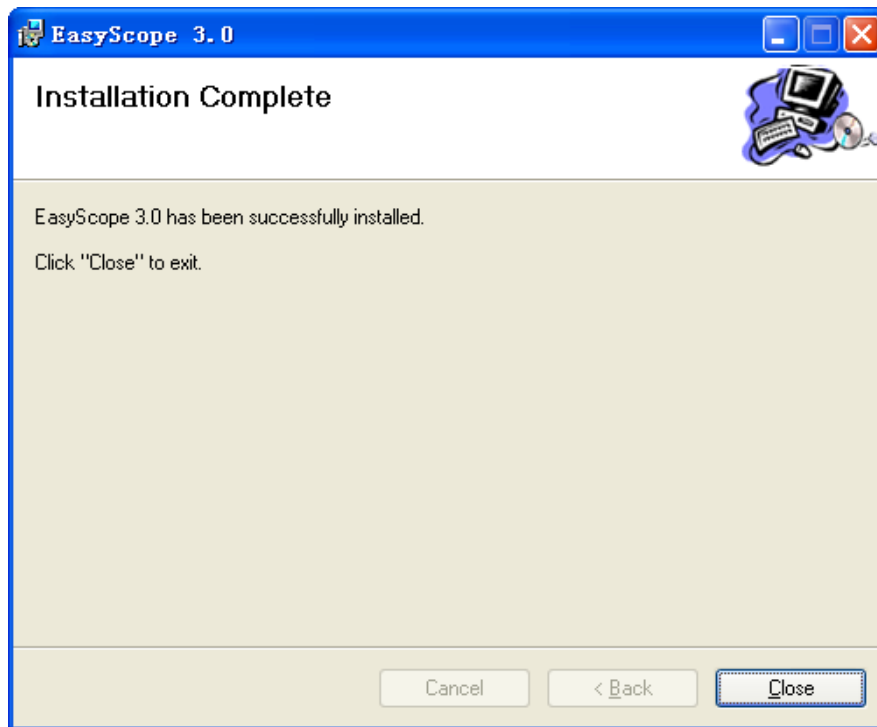 EasyScope 3.0
Installation Complete
EasyScope 3.0 has been successfully installed.
Click "Close" to exit.
Cancel
< Back
Close